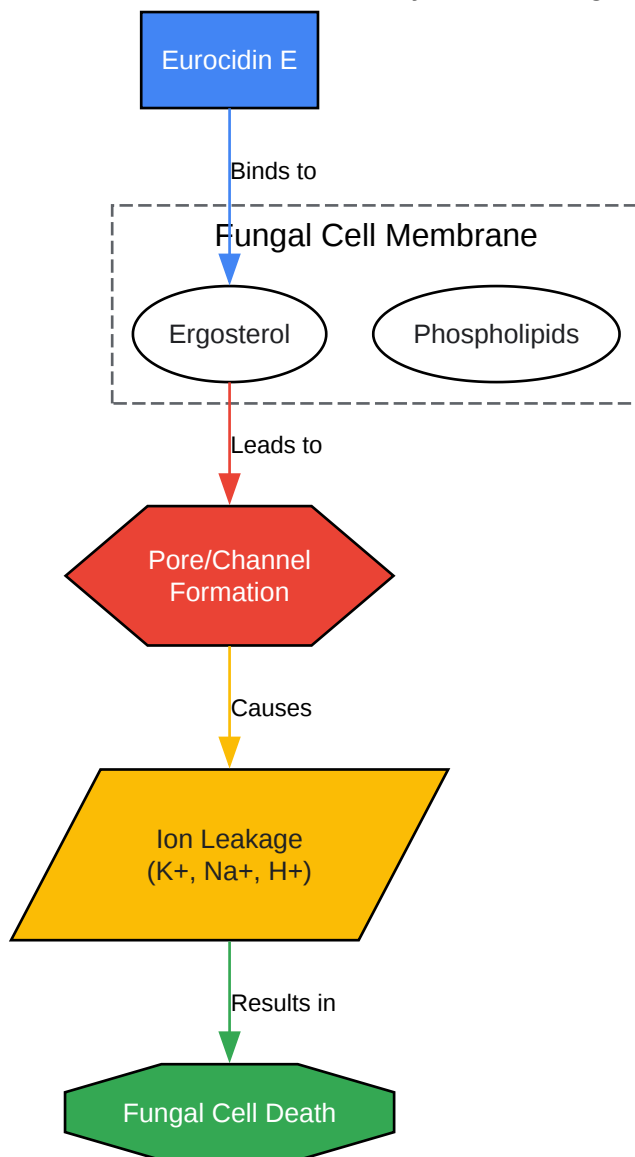 Eurocidin E
Binds to
Fungal Cell Membrane
Ergosterol
Phospholipids
Leads to
Pore/Channel
Formation
Causes
Ion Leakage
(K+, Na+, H+)
Results in
Fungal Cell Death